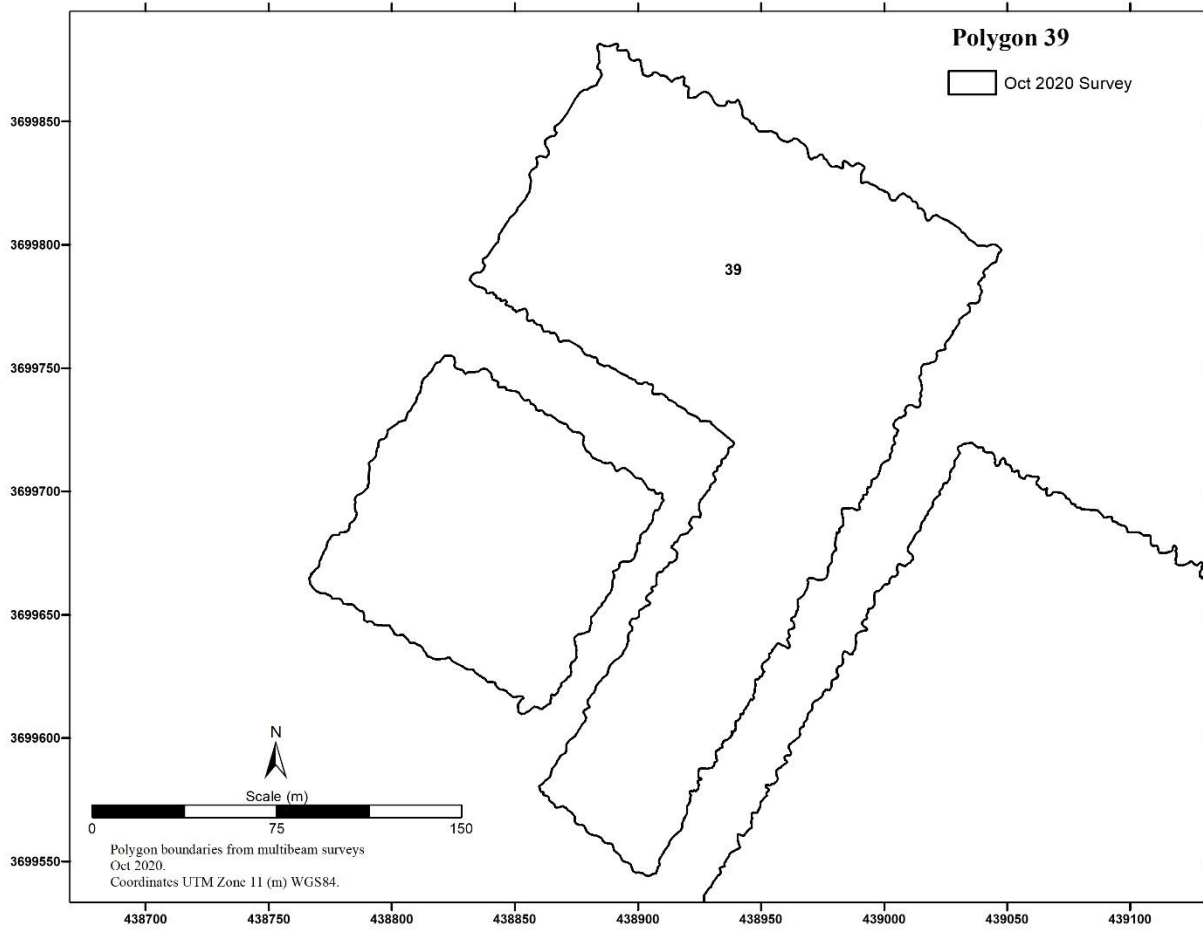 Polygon 39
Oct 2020 Survey
3699850
3699800
39
3699750
3699700
3699650
3699600
3699550
N
Scale (m)
0 75 150
Polygon boundaries from multibeam surveys
Oct 2020.
Coordinates UTM Zone 11 (m) WGS84.
438700 438750 438800 438850 438900 438950 439000 439050 439100